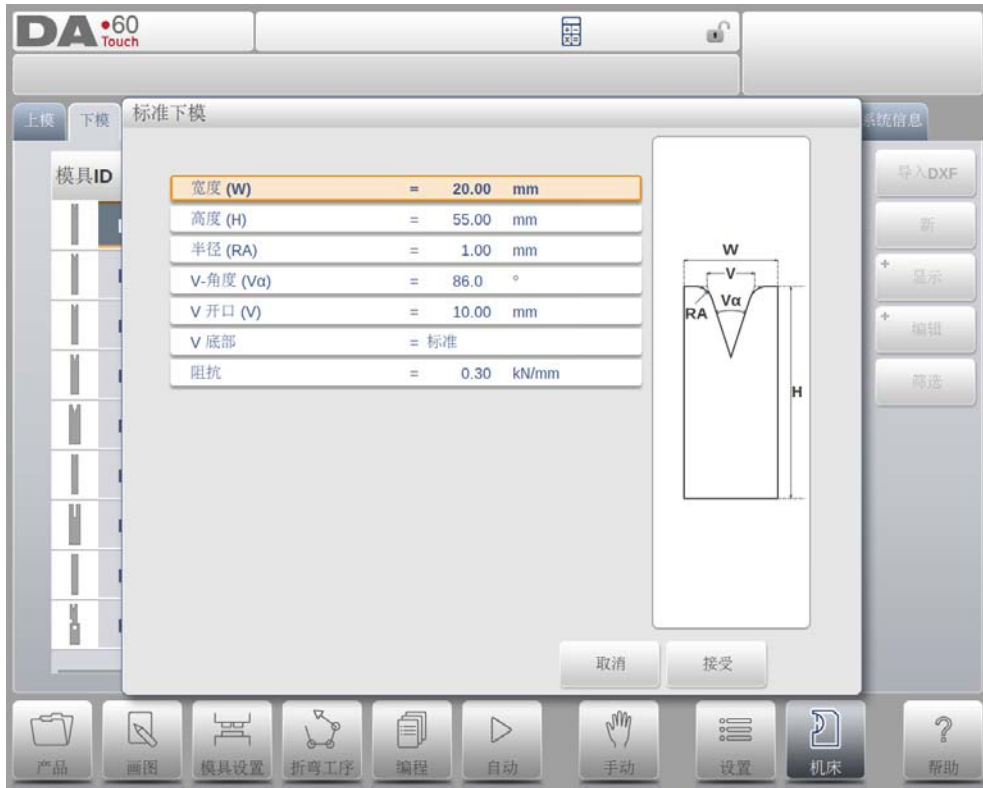 DA•60
Touch
上模
下模
系统信息
标准下模
模具ID
宽度 (W) = 20.00 mm
高度 (H) = 55.00 mm
半径 (RA) = 1.00 mm
V-角度 (Vα) = 86.0 °
V 开口 (V) = 10.00 mm
V 底部 = 标准
阻抗 = 0.30 kN/mm
W
V
RA
Vα
H
导入DXF
新
显示
编辑
筛选
取消
接受
产品
画图
模具设置
折弯工序
编程
自动
手动
设置
机床
帮助